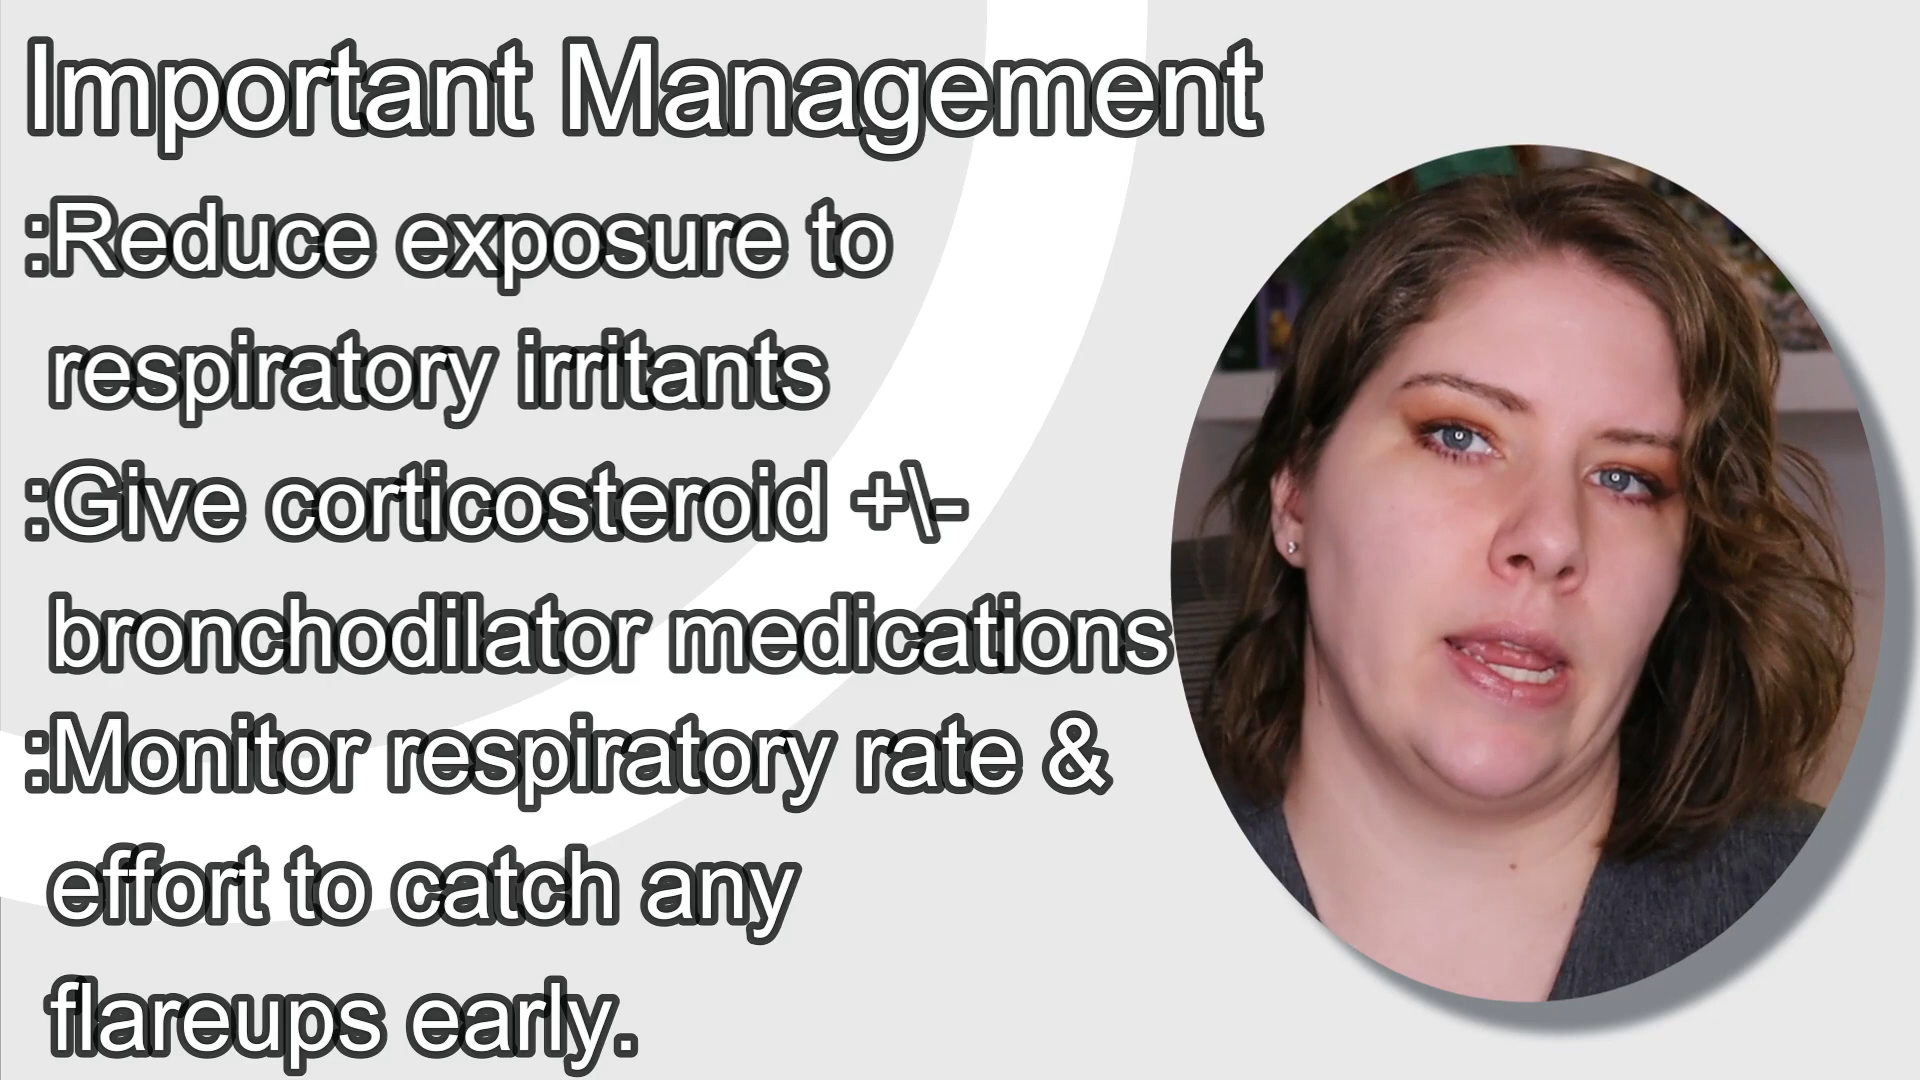 Important Management
:Reduce exposure to
respiratory irritants
:Give corticosteroid +\-
bronchodilator medications
:Monitor respiratory rate &
effort to catch any
flareups early.